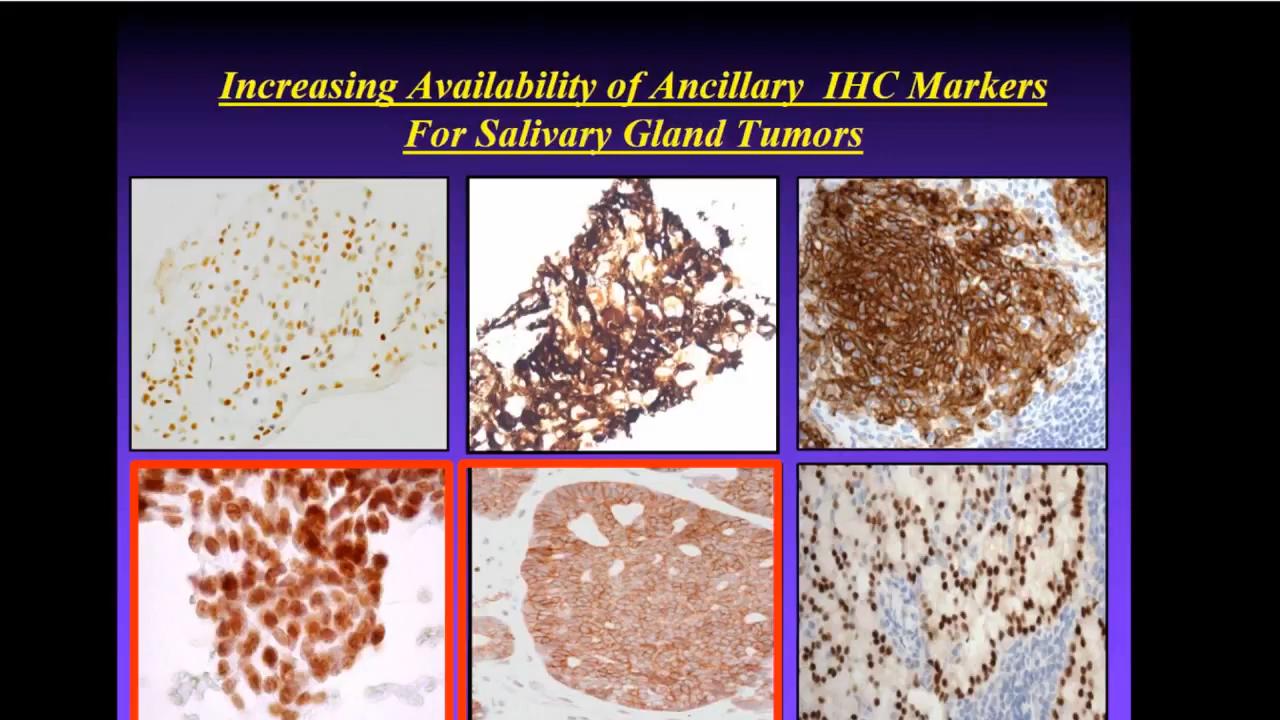 Increasing Availability of Ancillary IHC Markers
For Salivary Gland Tumors